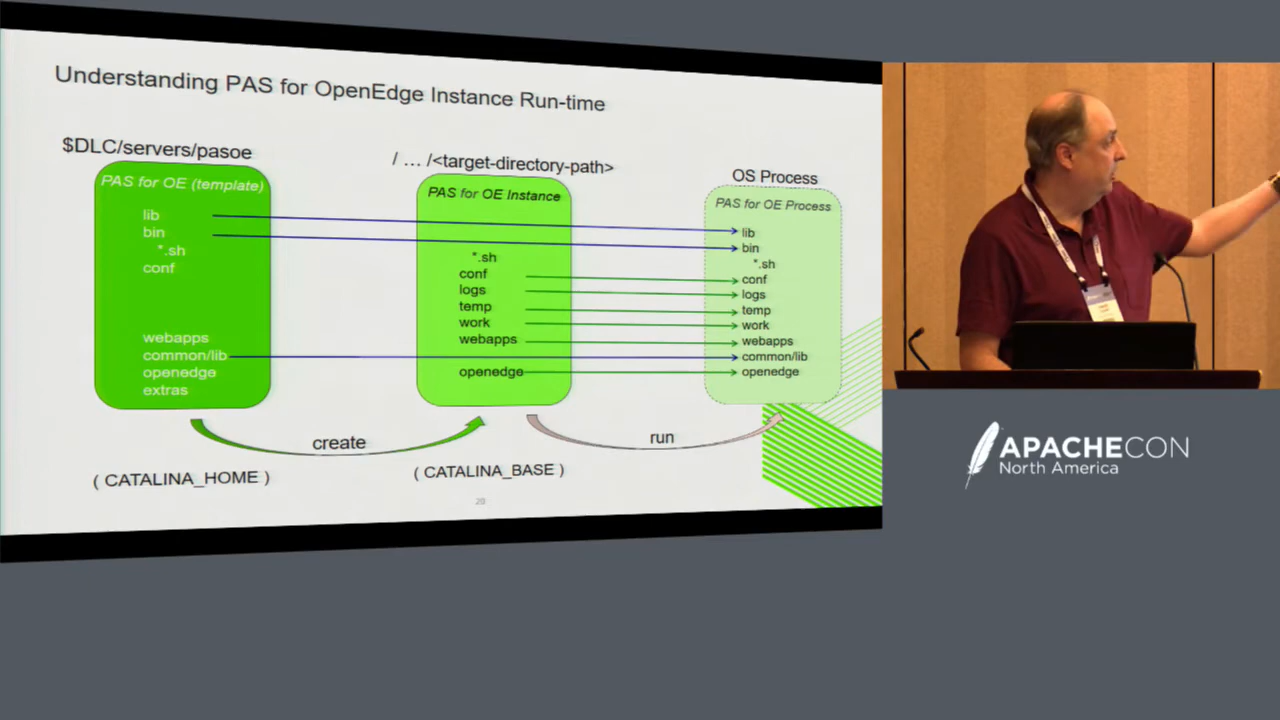 Understanding PAS for OpenEdge Instance Run-time
$DLC/servers/pasoe
PAS for OE (template)
lib
bin
*.sh
conf
webapps
common/lib
openedge
extras
( CATALINA_HOME )
create
/ ... /<target-directory-path>
PAS for OE Instance
*.sh
conf
logs
temp
work
webapps
openedge
( CATALINA_BASE )
run
OS Process
PAS for OE Process
lib
bin
*.sh
conf
logs
temp
work
webapps
common/lib
openedge
20
APACHECON
North America